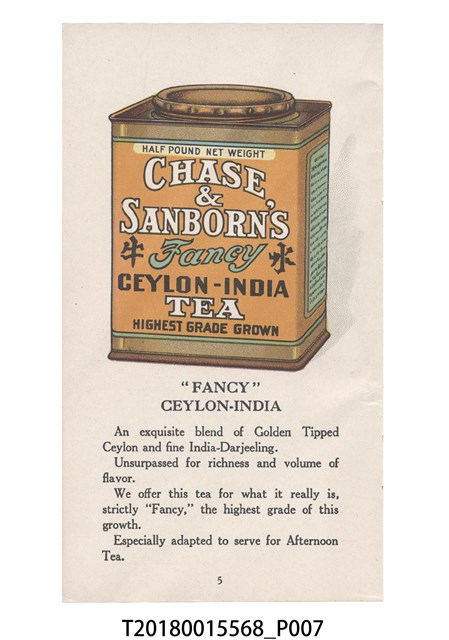 HALF POUND NET WEIGHT
CHASE
&
SANBORN'S
牛 Fancy 水
CEYLON-INDIA
TEA
HIGHEST GRADE GROWN
"FANCY"
CEYLON-INDIA
An exquisite blend of Golden Tipped
Ceylon and fine India-Darjeeling.
Unsurpassed for richness and volume of
flavor.
We offer this tea for what it really is,
strictly "Fancy," the highest grade of this
growth.
Especially adapted to serve for Afternoon
Tea.
5
T20180015568_P007